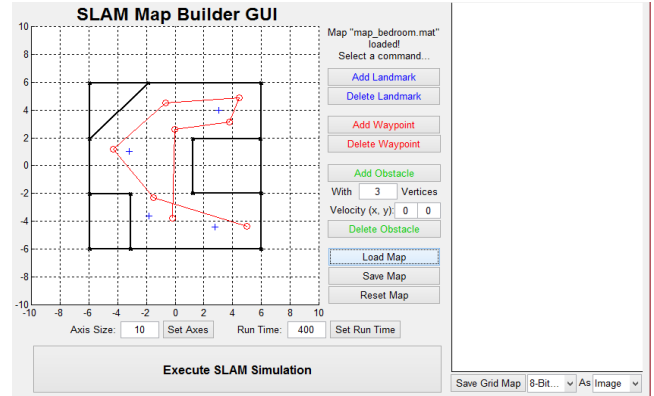 SLAM Map Builder GUI
10
8
6
4
2
0
-2
-4
-6
-8
-10
-10 -8 -6 -4 -2 0 2 4 6 8 10
Axis Size: 10 Set Axes Run Time: 400 Set Run Time
Execute SLAM Simulation
Map "map_bedroom.mat"
loaded!
Select a command...
Add Landmark
Delete Landmark
Add Waypoint
Delete Waypoint
Add Obstacle
With 3 Vertices
Velocity (x, y): 0 0
Delete Obstacle
Load Map
Save Map
Reset Map
Save Grid Map 8-Bit... As Image